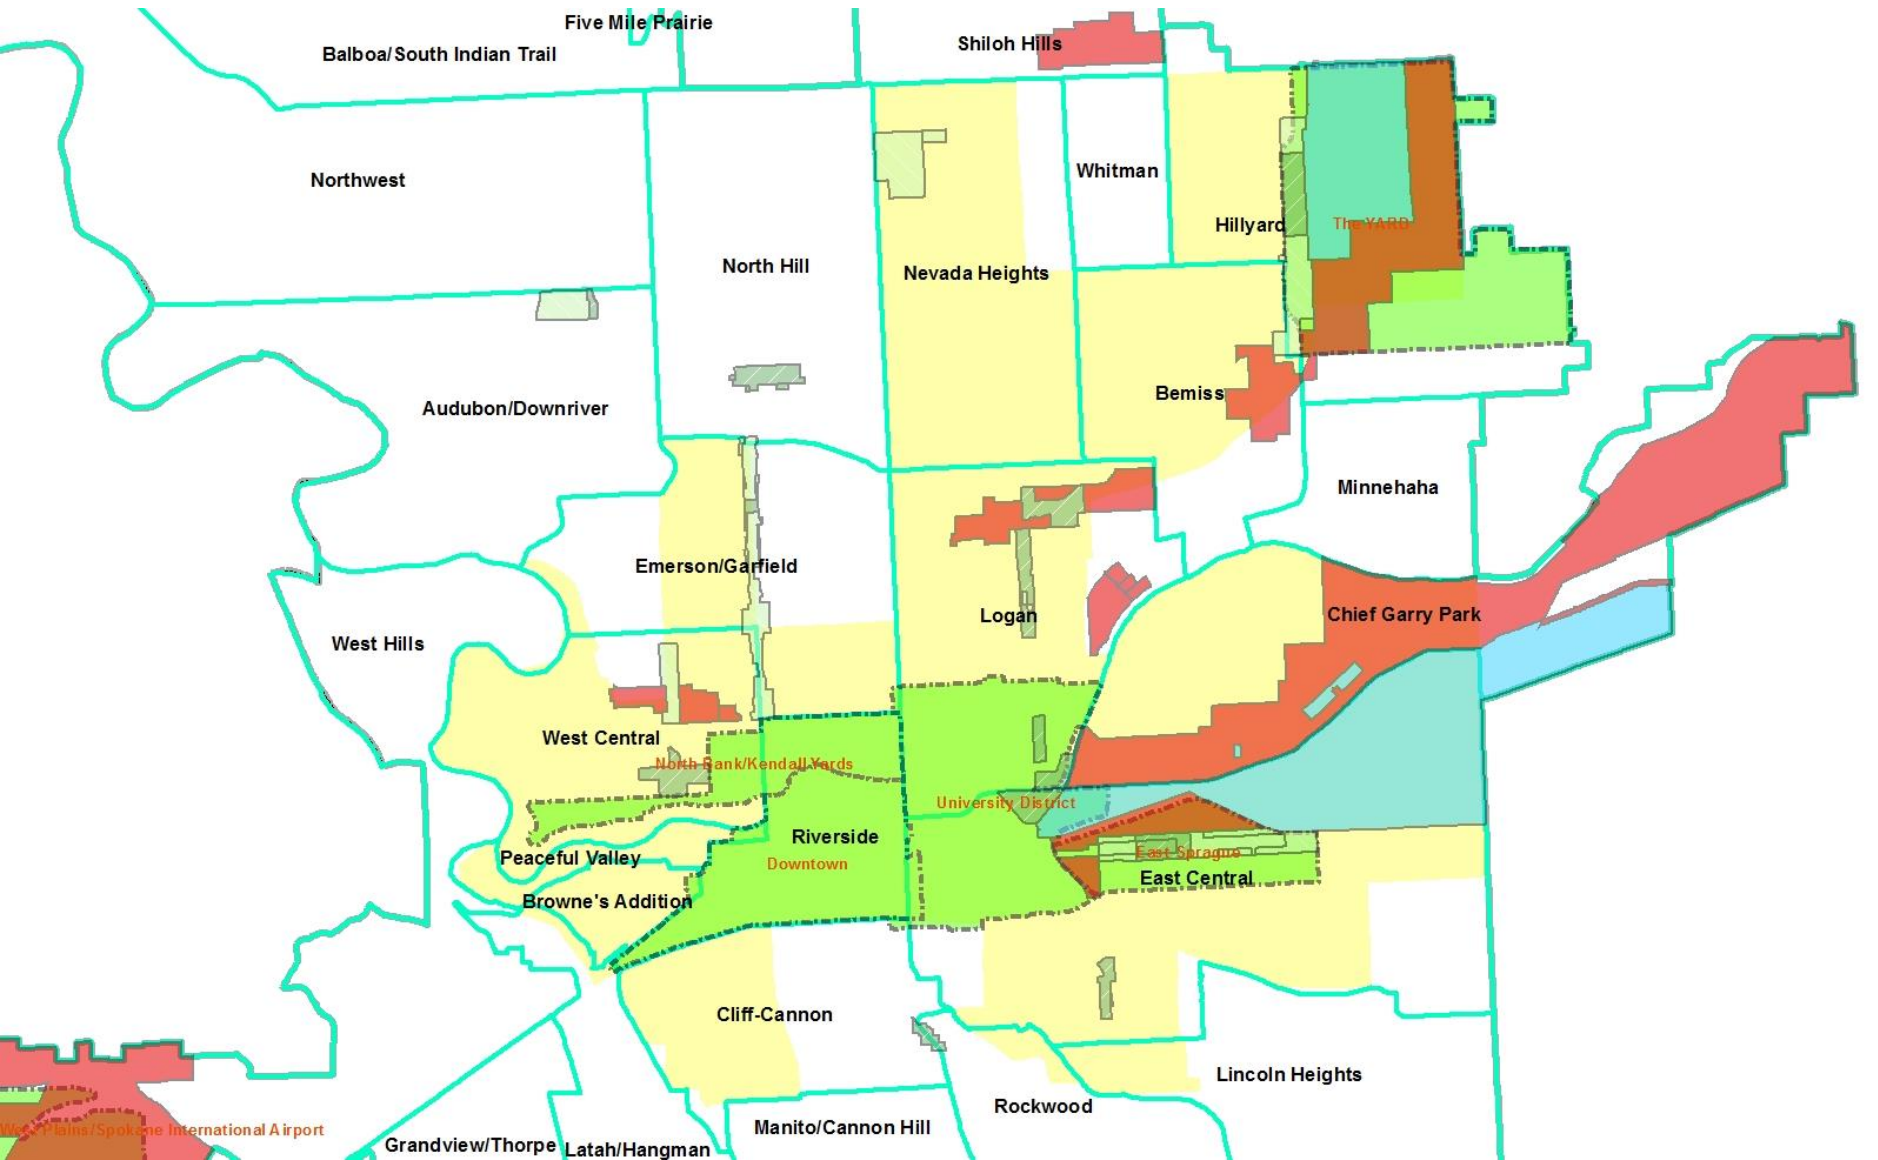 Five Mile Prairie
Shiloh Hills
Balboa/South Indian Trail
Whitman
Northwest
Hillyard
The YARD
North Hill
Nevada Heights
Bemiss
Audubon/Downriver
Minnehaha
Emerson/Garfield
Chief Garry Park
Logan
West Hills
West Central
North Bank/Kendall Yards
University District
Riverside
East Sprague
Peaceful Valley
Downtown
East Central
Browne's Addition
Cliff-Cannon
Lincoln Heights
Rockwood
Manito/Cannon Hill
West Plains/Spokane International Airport
Grandview/Thorpe
Latah/Hangman